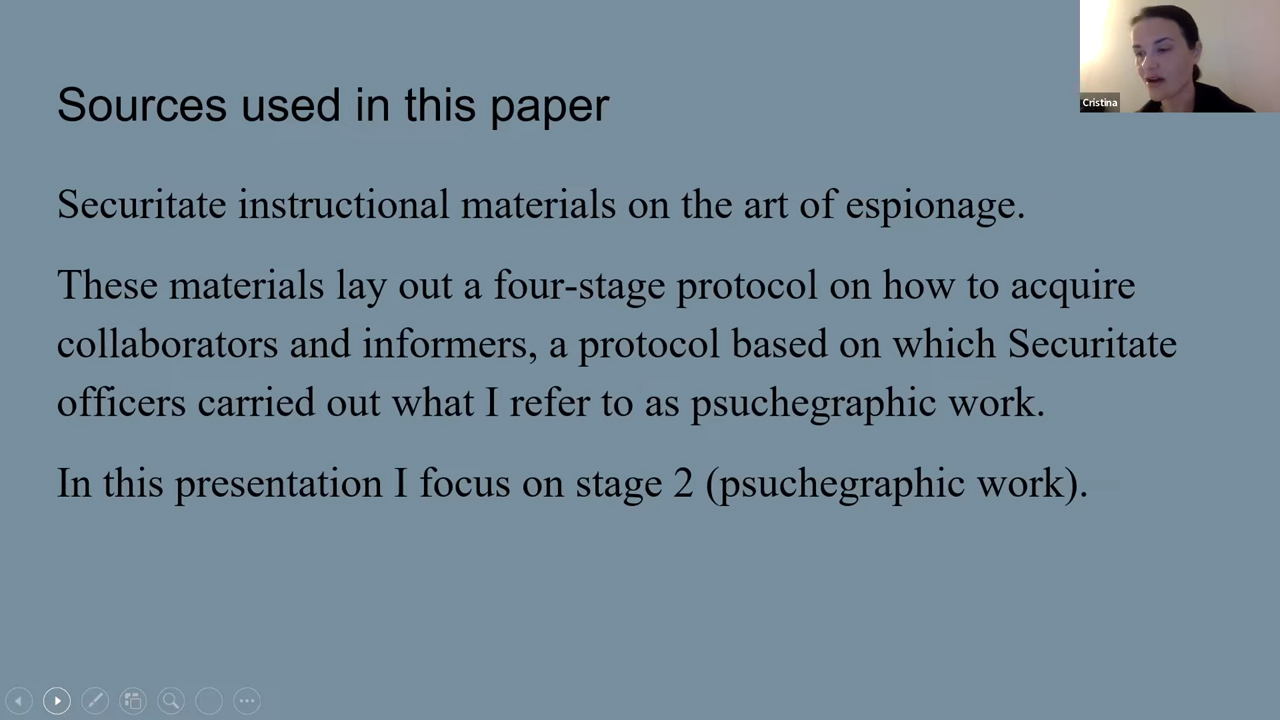 Cristina
Sources used in this paper
Securitate instructional materials on the art of espionage.
These materials lay out a four-stage protocol on how to acquire
collaborators and informers, a protocol based on which Securitate
officers carried out what I refer to as psuchegraphic work.
In this presentation I focus on stage 2 (psuchegraphic work).